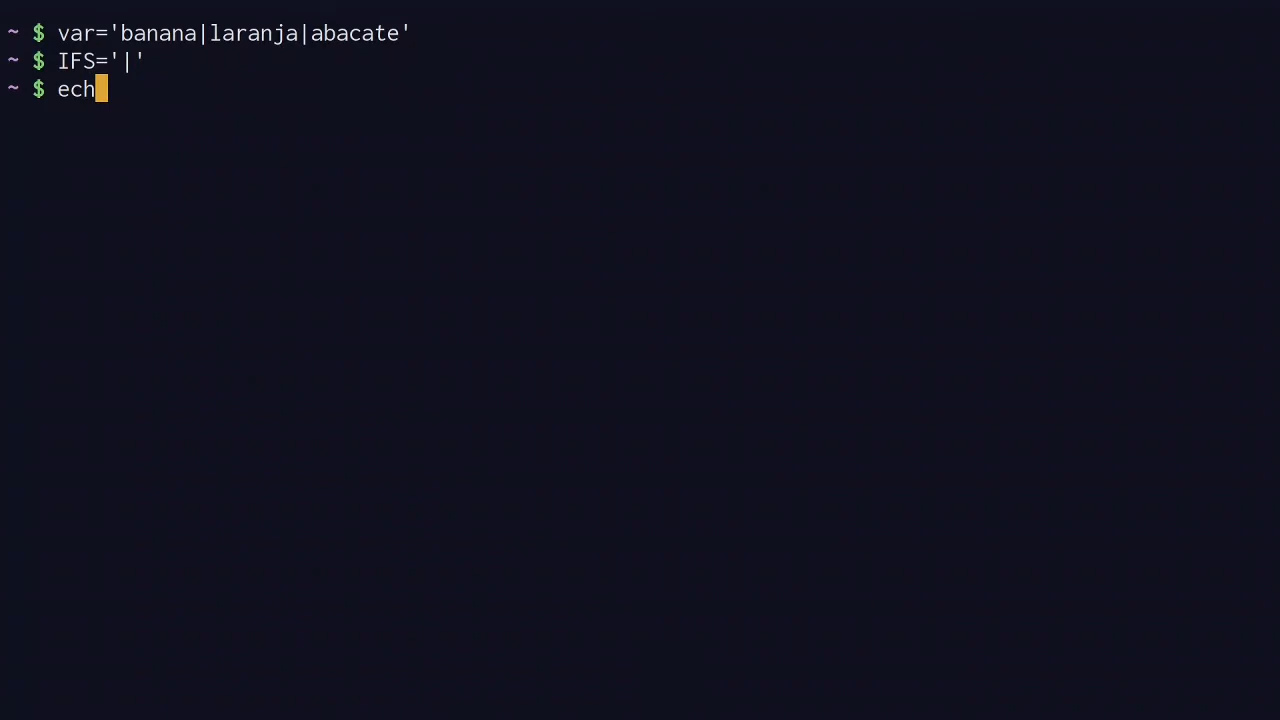 ~ $ var='banana|laranja|abacate'
~ $ IFS='|'
~ $ ech